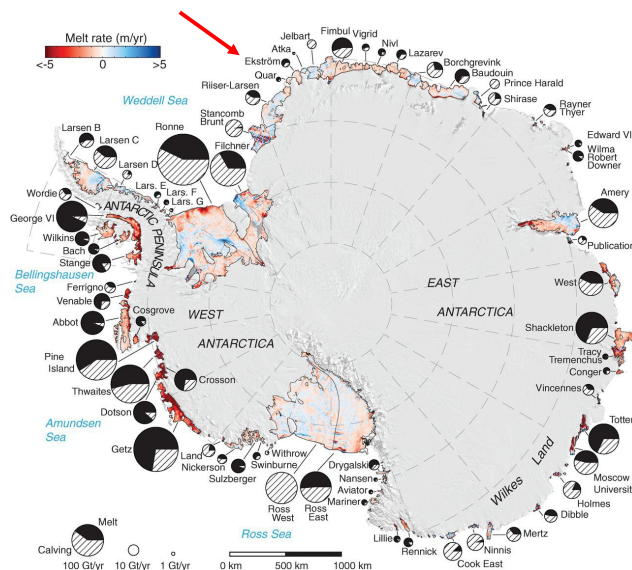 Melt rate (m/yr)
<-5
>5
Jelbart
Atka
Ekström
Quar
Riiser-Larsen
Stancomb
Brunt
Filchner
Ronne
Fimbul
Vigrid
Nivl
Lazarev
Borchgrevink
Baudouin
Prince Harald
Shirase
Rayner
Thyer
Edward VIII
Wilma
Robert
Downer
Amery
Publication
West
Shackleton
Tracy
Tremenchus
Conger
Vincennes
Totten
Moscow
University
Holmes
Dibble
Mertz
Ninnis
Cook East
Rennick
Lillie
Mariner
Aviator
Nansen
Drygalski
Ross
East
Ross
West
Withrow
Swinburne
Sulzberger
Nickerson
Land
Getz
Dotson
Crosson
Thwaites
Pine
Island
Cosgrove
Abbot
Venable
Ferrigno
Stange
Bach
Wilkins
George VI
Wordie
Larsen B
Larsen C
Larsen D
Lars. E
Lars. F
Lars. G
Weddell Sea
Bellingshausen
Sea
Amundsen
Sea
Ross Sea
ANTARCTIC
PENINSULA
WEST
ANTARCTICA
EAST
ANTARCTICA
Wilkes Land
Melt
Calving
100 Gt/yr
10 Gt/yr
1 Gt/yr
0 km
500 km
1000 km